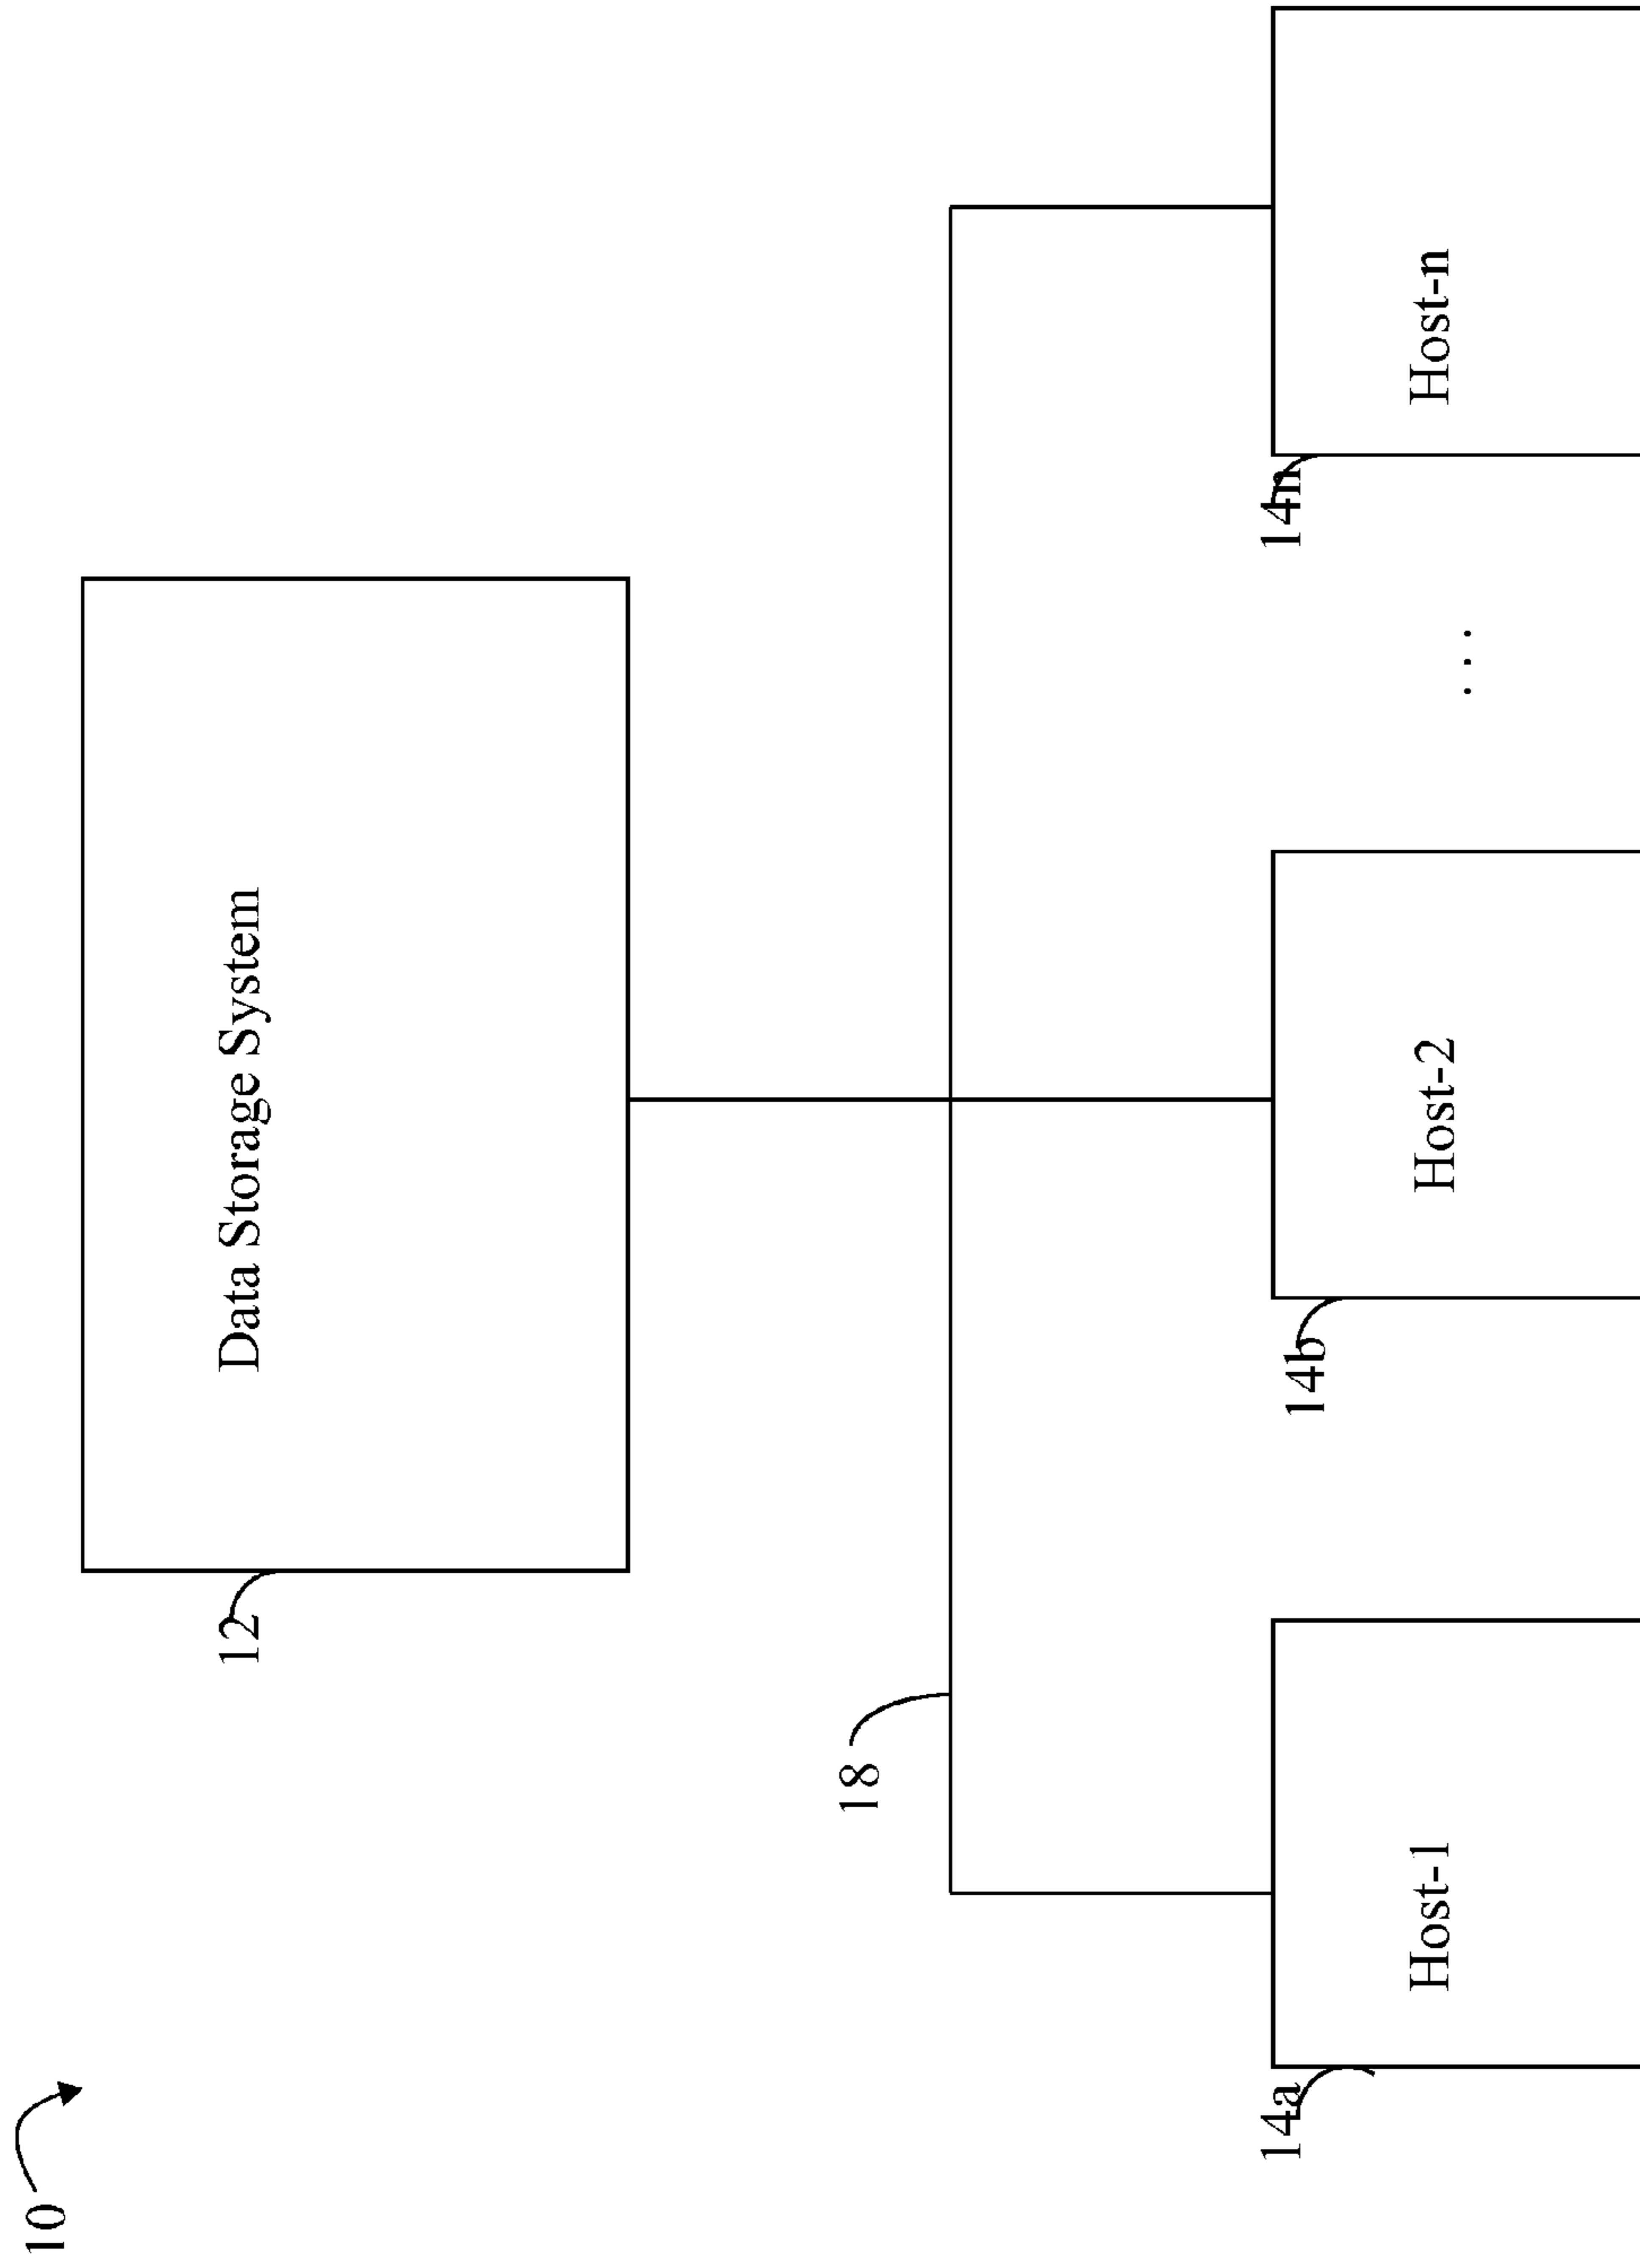 10
12
Data Storage System
18
14a
14b
14n
Host-1
Host-2
. . .
Host-n